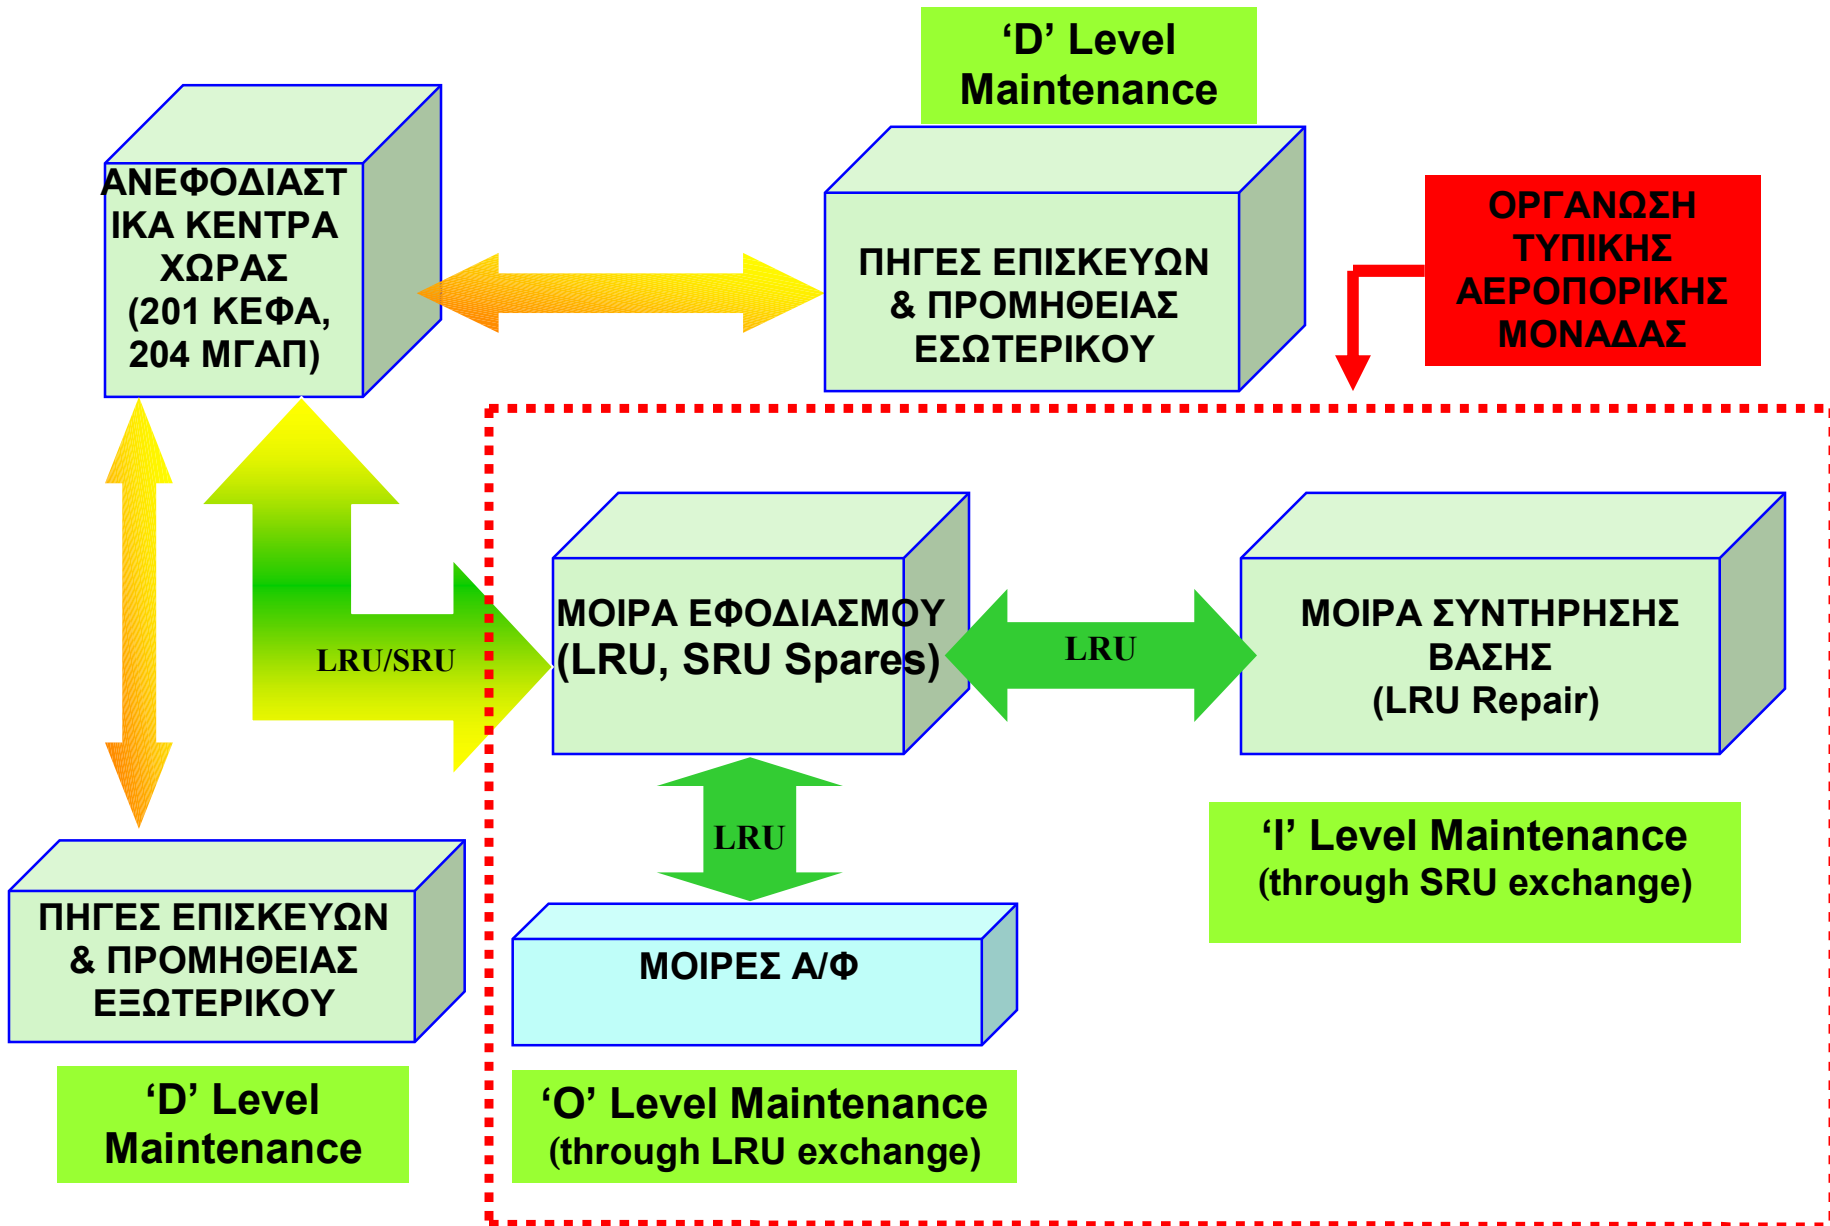 ‘D’ Level
Maintenance
ΑΝΕΦΟΔΙΑΣΤ
ΙΚΑ ΚΕΝΤΡΑ
ΧΩΡΑΣ
(201 ΚΕΦΑ,
204 ΜΓΑΠ)
ΠΗΓΕΣ ΕΠΙΣΚΕΥΩΝ
& ΠΡΟΜΗΘΕΙΑΣ
ΕΣΩΤΕΡΙΚΟΥ
ΟΡΓΑΝΩΣΗ
ΤΥΠΙΚΗΣ
ΑΕΡΟΠΟΡΙΚΗΣ
ΜΟΝΑΔΑΣ
LRU/SRU
ΜΟΙΡΑ ΕΦΟΔΙΑΣΜΟΥ
(LRU, SRU Spares)
LRU
ΜΟΙΡΑ ΣΥΝΤΗΡΗΣΗΣ
ΒΑΣΗΣ
(LRU Repair)
LRU
‘I’ Level Maintenance
(through SRU exchange)
ΠΗΓΕΣ ΕΠΙΣΚΕΥΩΝ
& ΠΡΟΜΗΘΕΙΑΣ
ΕΞΩΤΕΡΙΚΟΥ
ΜΟΙΡΕΣ Α/Φ
‘D’ Level
Maintenance
‘O’ Level Maintenance
(through LRU exchange)